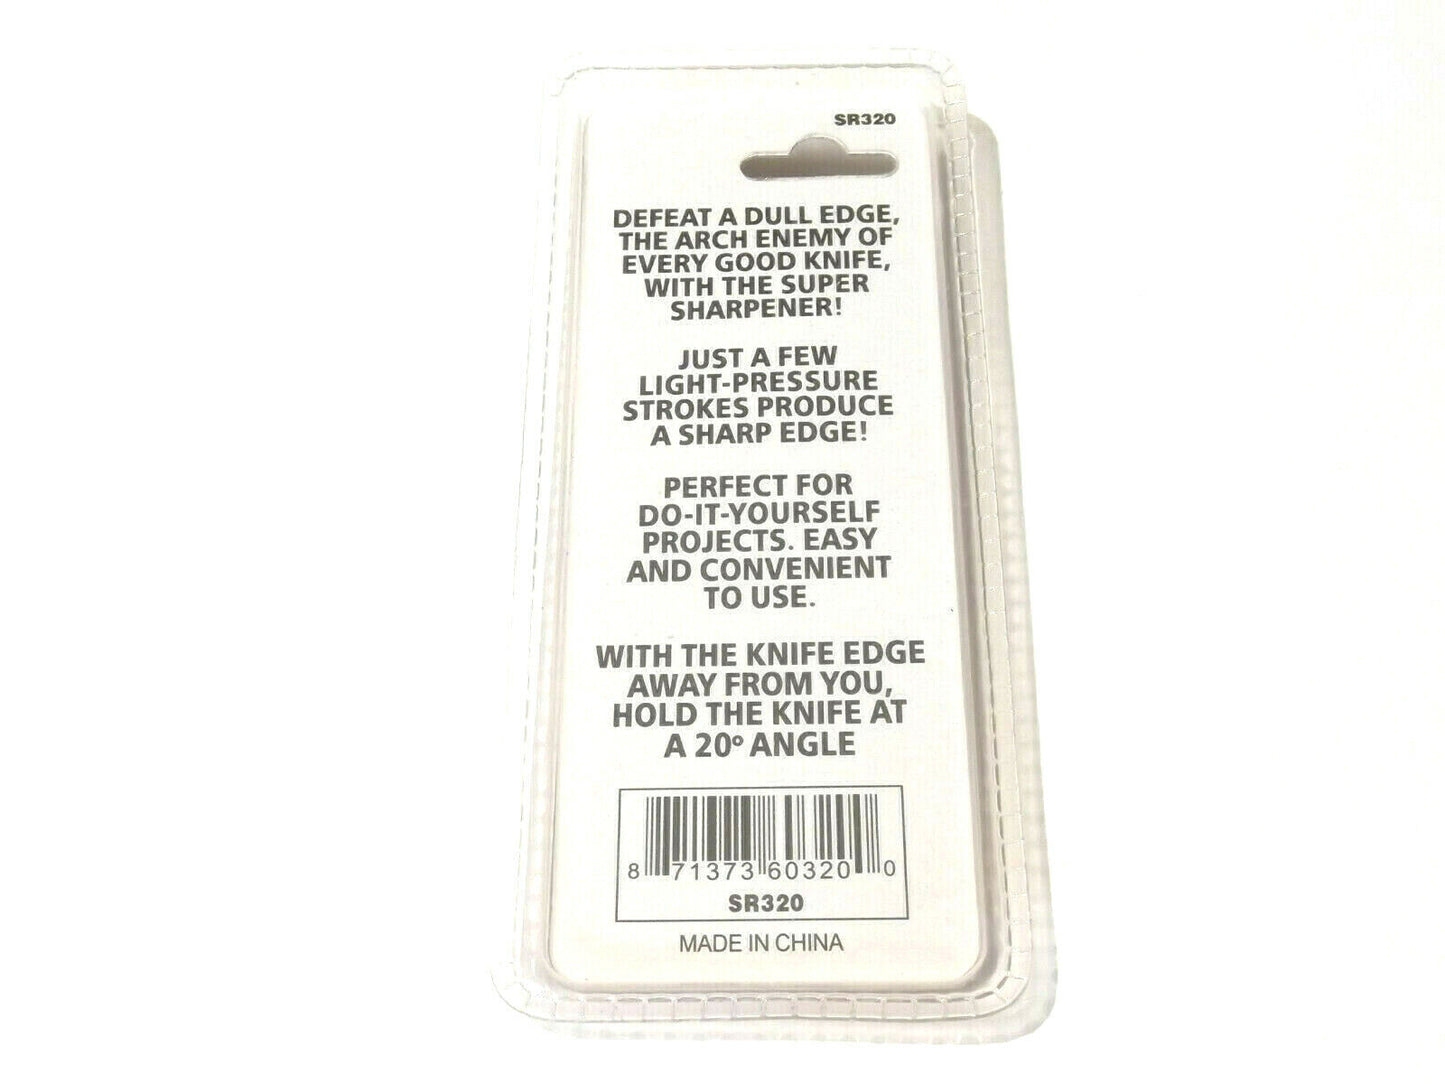 SR320
DEFEAT A DULL EDGE,
THE ARCH ENEMY OF
EVERY GOOD KNIFE,
WITH THE SUPER
SHARPENER!
JUST A FEW
LIGHT-PRESSURE
STROKES PRODUCE
A SHARP EDGE!
PERFECT FOR
DO-IT-YOURSELF
PROJECTS. EASY
AND CONVENIENT
TO USE.
WITH THE KNIFE EDGE
AWAY FROM YOU,
HOLD THE KNIFE AT
A 20º ANGLE
8 71373 60320 0
SR320
MADE IN CHINA